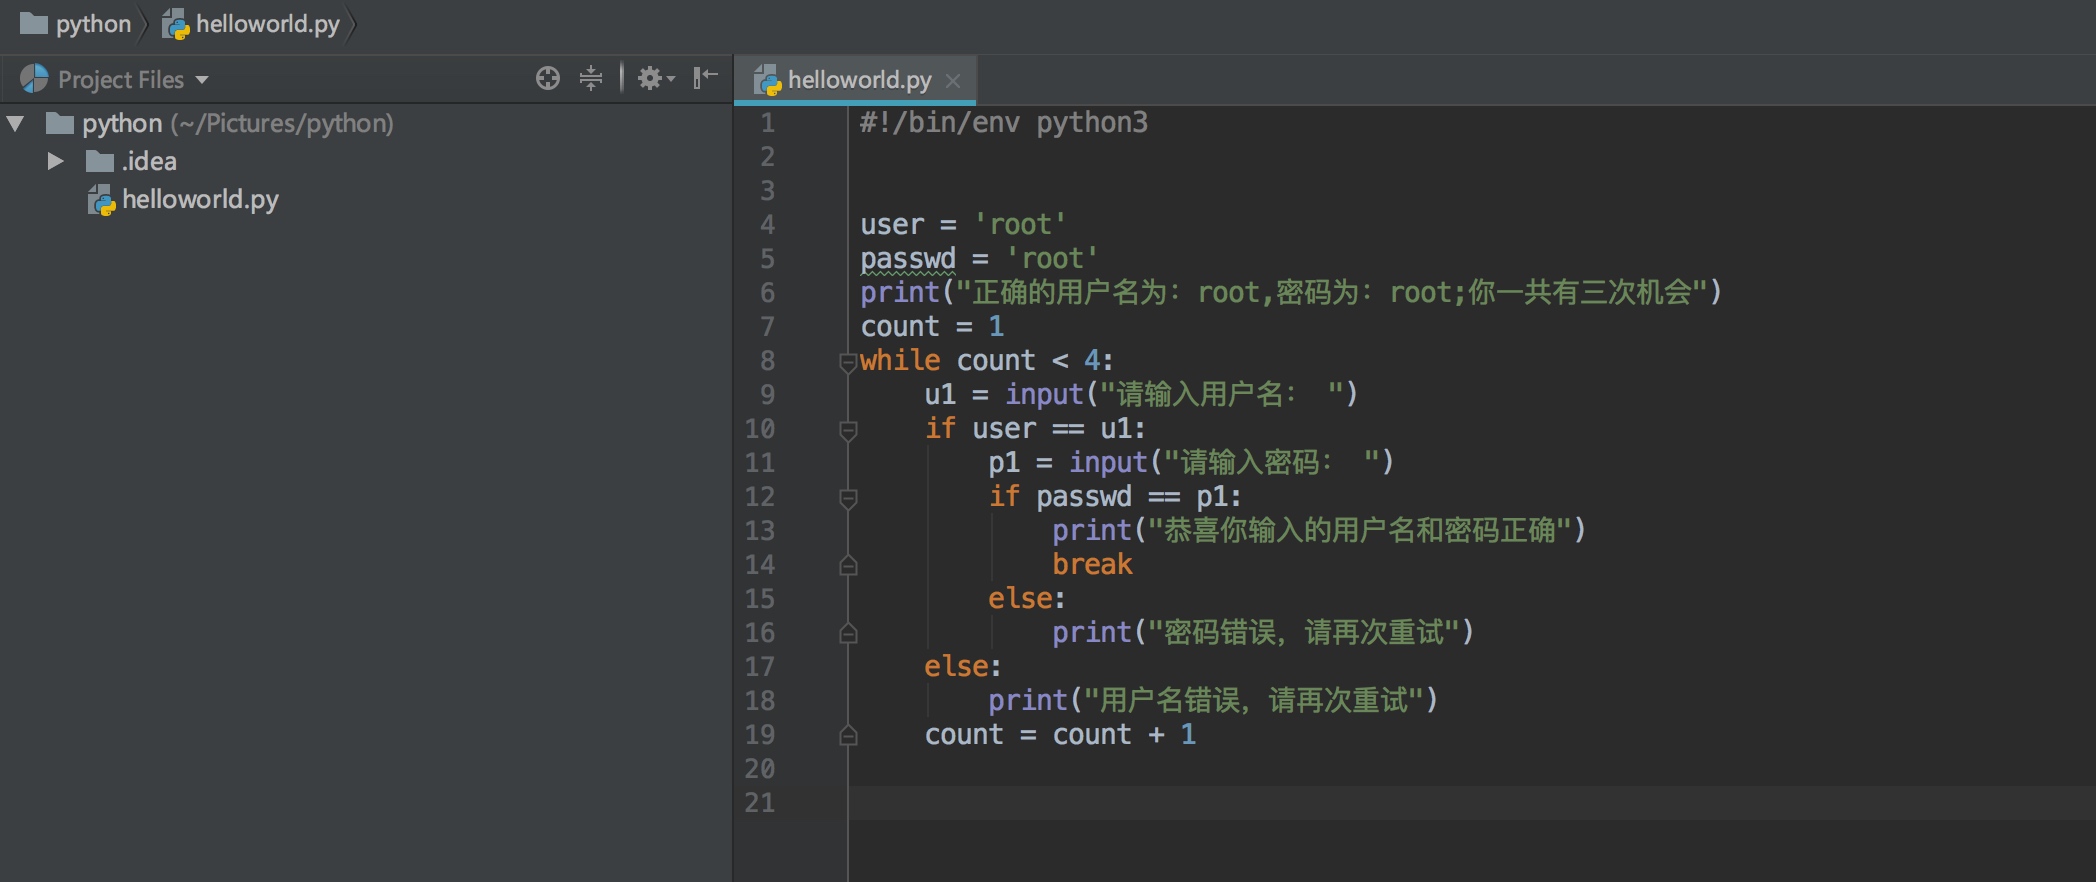 python helloworld.py
Project Files
python (~/Pictures/python)
.idea
helloworld.py
helloworld.py
1 #!/bin/env python3
2
3
4 user = 'root'
5 passwd = 'root'
6 print("正确的用户名为：root,密码为：root;你一共有三次机会")
7 count = 1
8 while count < 4:
9     u1 = input("请输入用户名： ")
10     if user == u1:
11         p1 = input("请输入密码： ")
12         if passwd == p1:
13             print("恭喜你输入的用户名和密码正确")
14             break
15         else:
16             print("密码错误，请再次重试")
17     else:
18         print("用户名错误，请再次重试")
19     count = count + 1
20
21